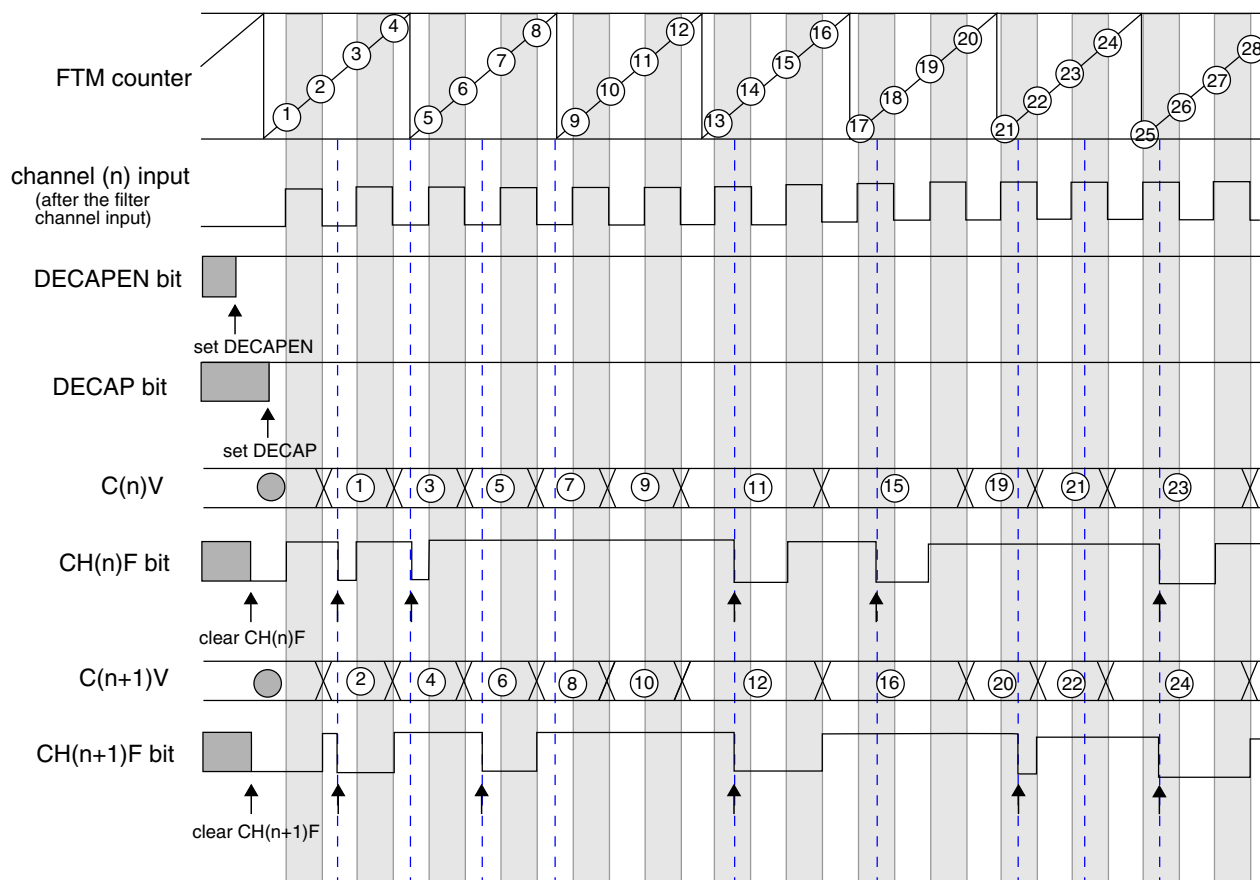 FTM counter
4 8 12 16 20 24 28
3 7 11 15 19 23 27
2 6 10 14 18 22 26
1 5 9 13 17 21 25
channel (n) input
(after the filter
channel input)
DECAPEN bit
set DECAPEN
DECAP bit
set DECAP
C(n)V
1 3 5 7 9 11 15 19 21 23
CH(n)F bit
clear CH(n)F
C(n+1)V
2 4 6 8 10 12 16 20 22 24
CH(n+1)F bit
clear CH(n+1)F